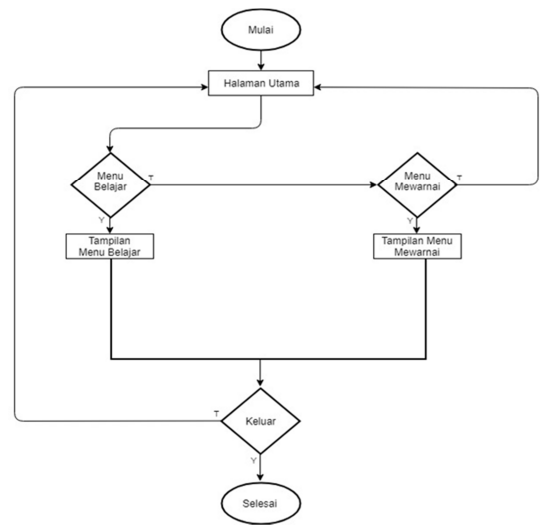 Mulai
Halaman Utama
Menu
Belajar
T
Menu
Mewarnai
T
Y
Y
Tampilan
Menu Belajar
Tampilan Menu
Mewarnai
T
Keluar
Y
Selesai